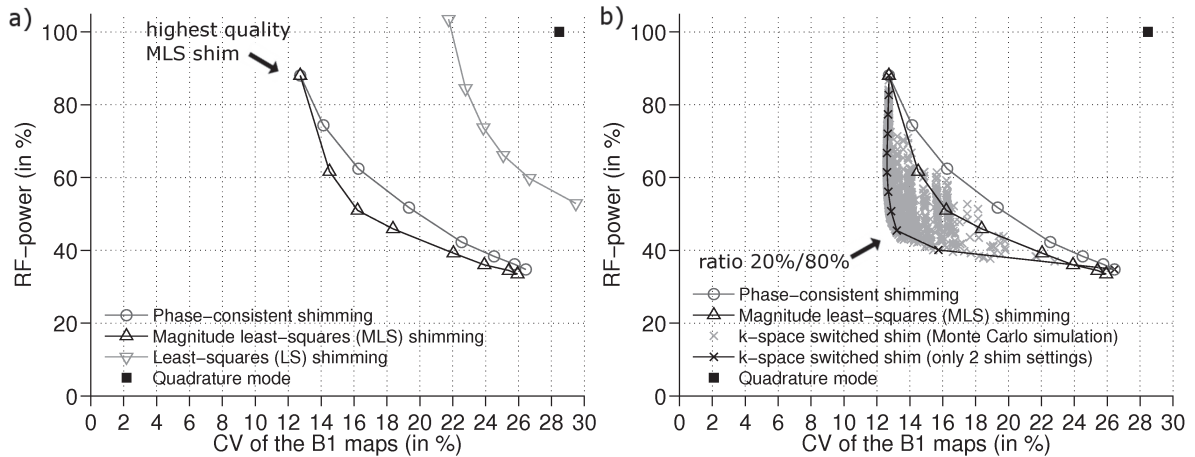 a)
highest quality
MLS shim
100
80
60
40
20
0
RF−power (in %)
Phase−consistent shimming
Magnitude least−squares (MLS) shimming
Least−squares (LS) shimming
Quadrature mode
0 2 4 6 8 10 12 14 16 18 20 22 24 26 28 30
CV of the B1 maps (in %)
b)
100
80
60
40
20
0
RF−power (in %)
ratio 20%/80%
Phase−consistent shimming
Magnitude least−squares (MLS) shimming
k−space switched shim (Monte Carlo simulation)
k−space switched shim (only 2 shim settings)
Quadrature mode
0 2 4 6 8 10 12 14 16 18 20 22 24 26 28 30
CV of the B1 maps (in %)